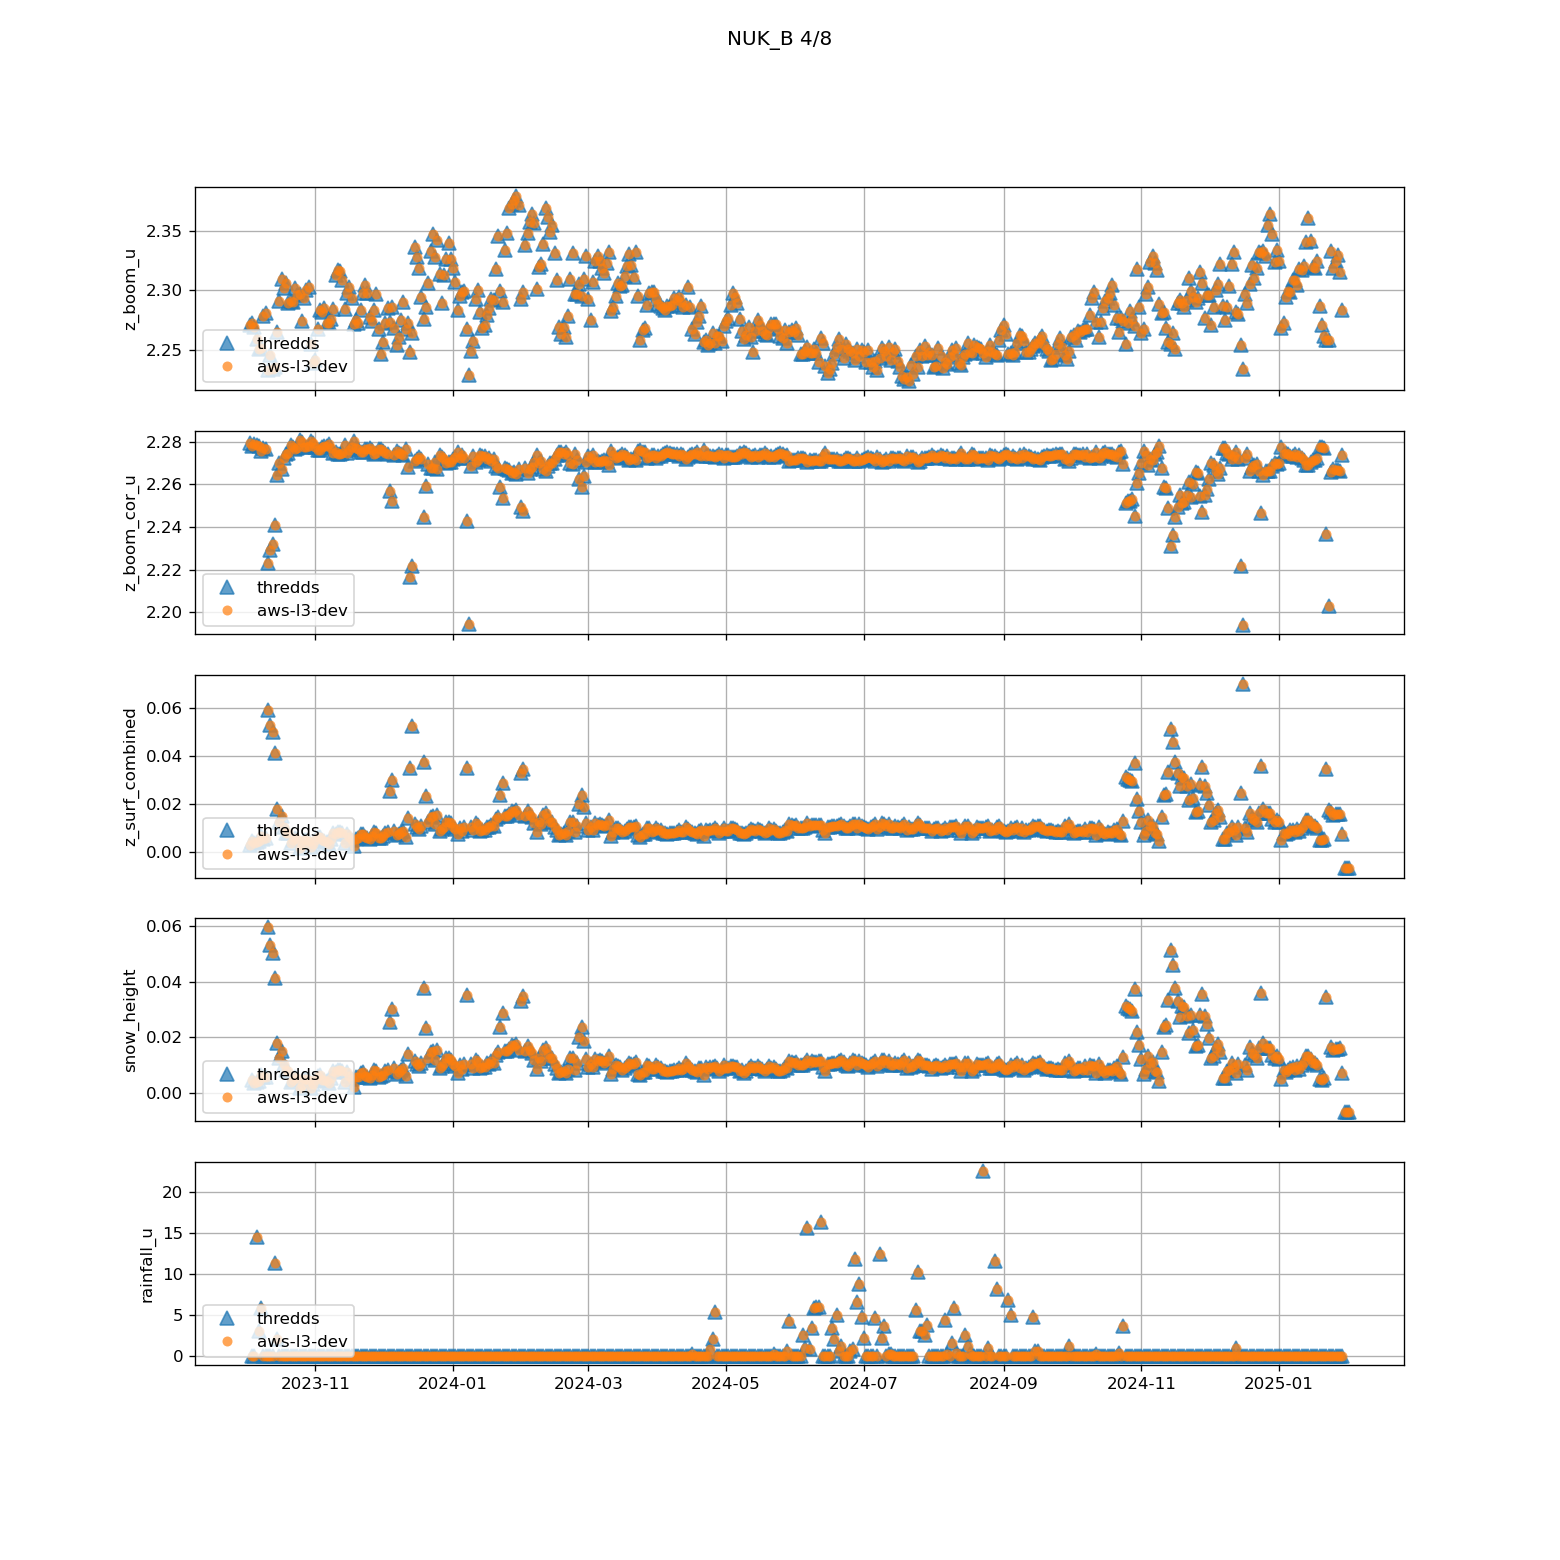 NUK_B 4/8
z_boom_u
2.35
2.30
2.25
thredds
aws-l3-dev
z_boom_cor_u
2.28
2.26
2.24
2.22
2.20
thredds
aws-l3-dev
z_surf_combined
0.06
0.04
0.02
0.00
thredds
aws-l3-dev
snow_height
0.06
0.04
0.02
0.00
thredds
aws-l3-dev
rainfall_u
20
15
10
5
0
thredds
aws-l3-dev
2023-11 2024-01 2024-03 2024-05 2024-07 2024-09 2024-11 2025-01